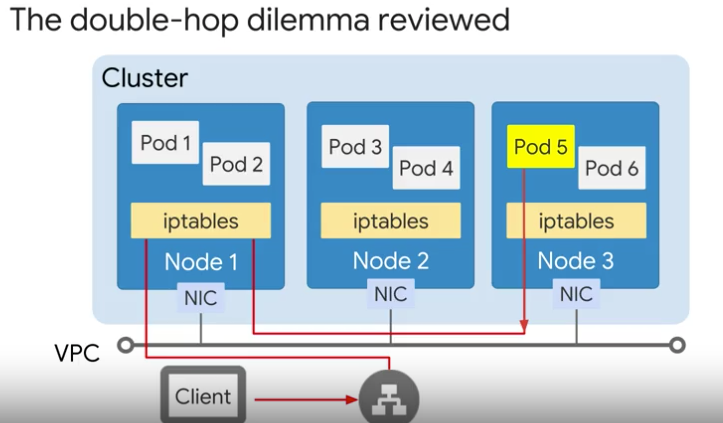 The double-hop dilemma reviewed
Cluster
Pod 1
Pod 2
iptables
Node 1
NIC
Pod 3
Pod 4
iptables
Node 2
NIC
Pod 5
Pod 6
iptables
Node 3
NIC
VPC
Client